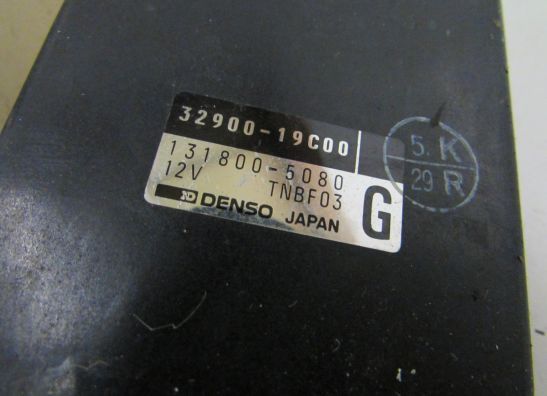 32900-19C00
131800-5080
12V TNBF03
DENSO JAPAN
G
5. K
29 R